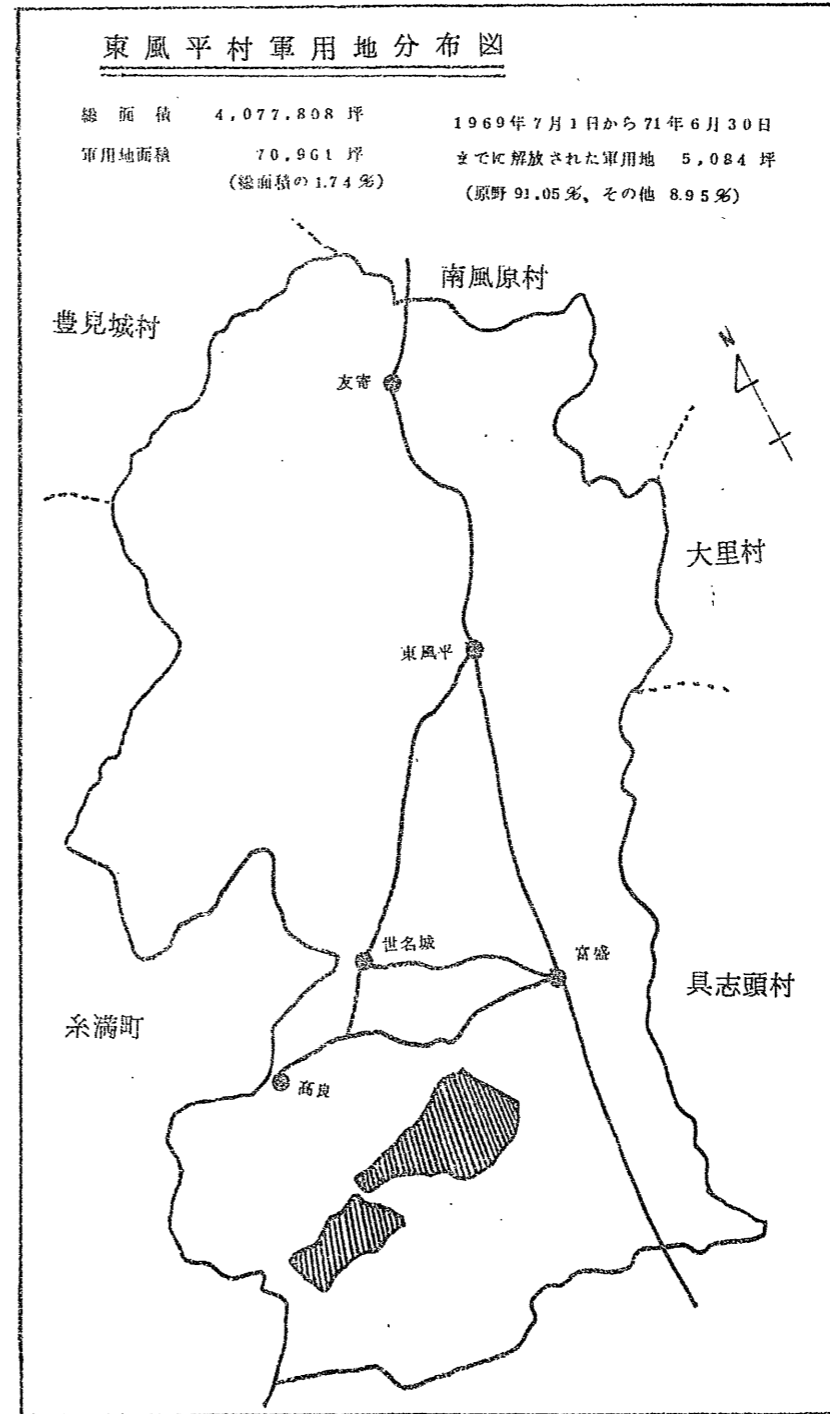 東風平村軍用地分布図
総面積 4,077.808 坪
軍用地面積 70,961 坪
(総面積の 1.74 %)
1969年7月1日から71年6月30日
までに解放された軍用地 5,084 坪
(原野 91.05 %、その他 8.95 %)
南風原村
豊見城村
N
友寄
大里村
東風平
世名城
富盛
具志頭村
糸満町
高良